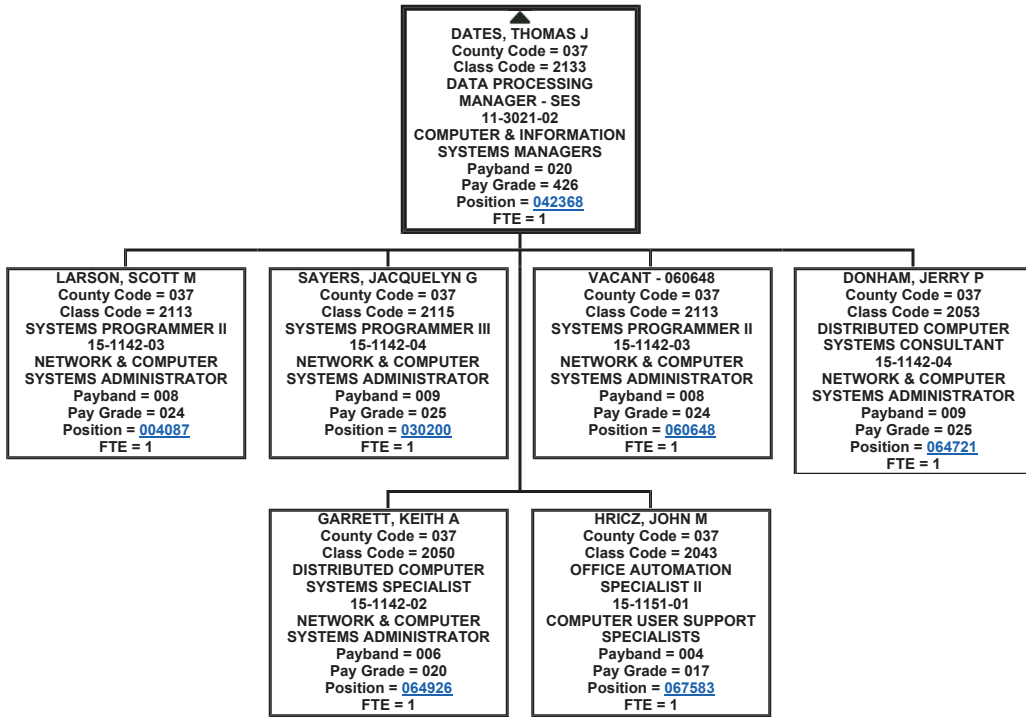 DATES, THOMAS J
County Code = 037
Class Code = 2133
DATA PROCESSING
MANAGER - SES
11-3021-02
COMPUTER & INFORMATION
SYSTEMS MANAGERS
Payband = 020
Pay Grade = 426
Position = 042368
FTE = 1
LARSON, SCOTT M
County Code = 037
Class Code = 2113
SYSTEMS PROGRAMMER II
15-1142-03
NETWORK & COMPUTER
SYSTEMS ADMINISTRATOR
Payband = 008
Pay Grade = 024
Position = 004087
FTE = 1
SAYERS, JACQUELYN G
County Code = 037
Class Code = 2115
SYSTEMS PROGRAMMER III
15-1142-04
NETWORK & COMPUTER
SYSTEMS ADMINISTRATOR
Payband = 009
Pay Grade = 025
Position = 030200
FTE = 1
VACANT - 060648
County Code = 037
Class Code = 2113
SYSTEMS PROGRAMMER II
15-1142-03
NETWORK & COMPUTER
SYSTEMS ADMINISTRATOR
Payband = 008
Pay Grade = 024
Position = 060648
FTE = 1
DONHAM, JERRY P
County Code = 037
Class Code = 2053
DISTRIBUTED COMPUTER
SYSTEMS CONSULTANT
15-1142-04
NETWORK & COMPUTER
SYSTEMS ADMINISTRATOR
Payband = 009
Pay Grade = 025
Position = 064721
FTE = 1
GARRETT, KEITH A
County Code = 037
Class Code = 2050
DISTRIBUTED COMPUTER
SYSTEMS SPECIALIST
15-1142-02
NETWORK & COMPUTER
SYSTEMS ADMINISTRATOR
Payband = 006
Pay Grade = 020
Position = 064926
FTE = 1
HRICZ, JOHN M
County Code = 037
Class Code = 2043
OFFICE AUTOMATION
SPECIALIST II
15-1151-01
COMPUTER USER SUPPORT
SPECIALISTS
Payband = 004
Pay Grade = 017
Position = 067583
FTE = 1